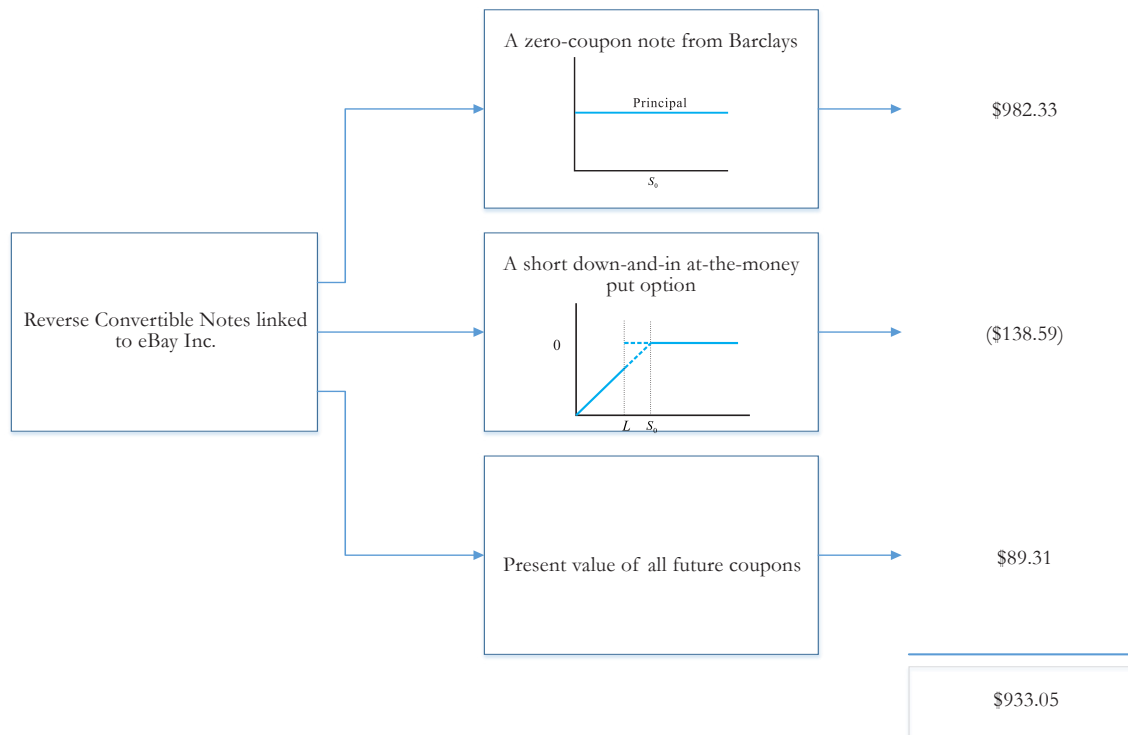 A zero-coupon note from Barclays
Principal
S₀
$982.33
Reverse Convertible Notes linked
to eBay Inc.
A short down-and-in at-the-money
put option
0
L S₀
($138.59)
Present value of all future coupons
$89.31
$933.05